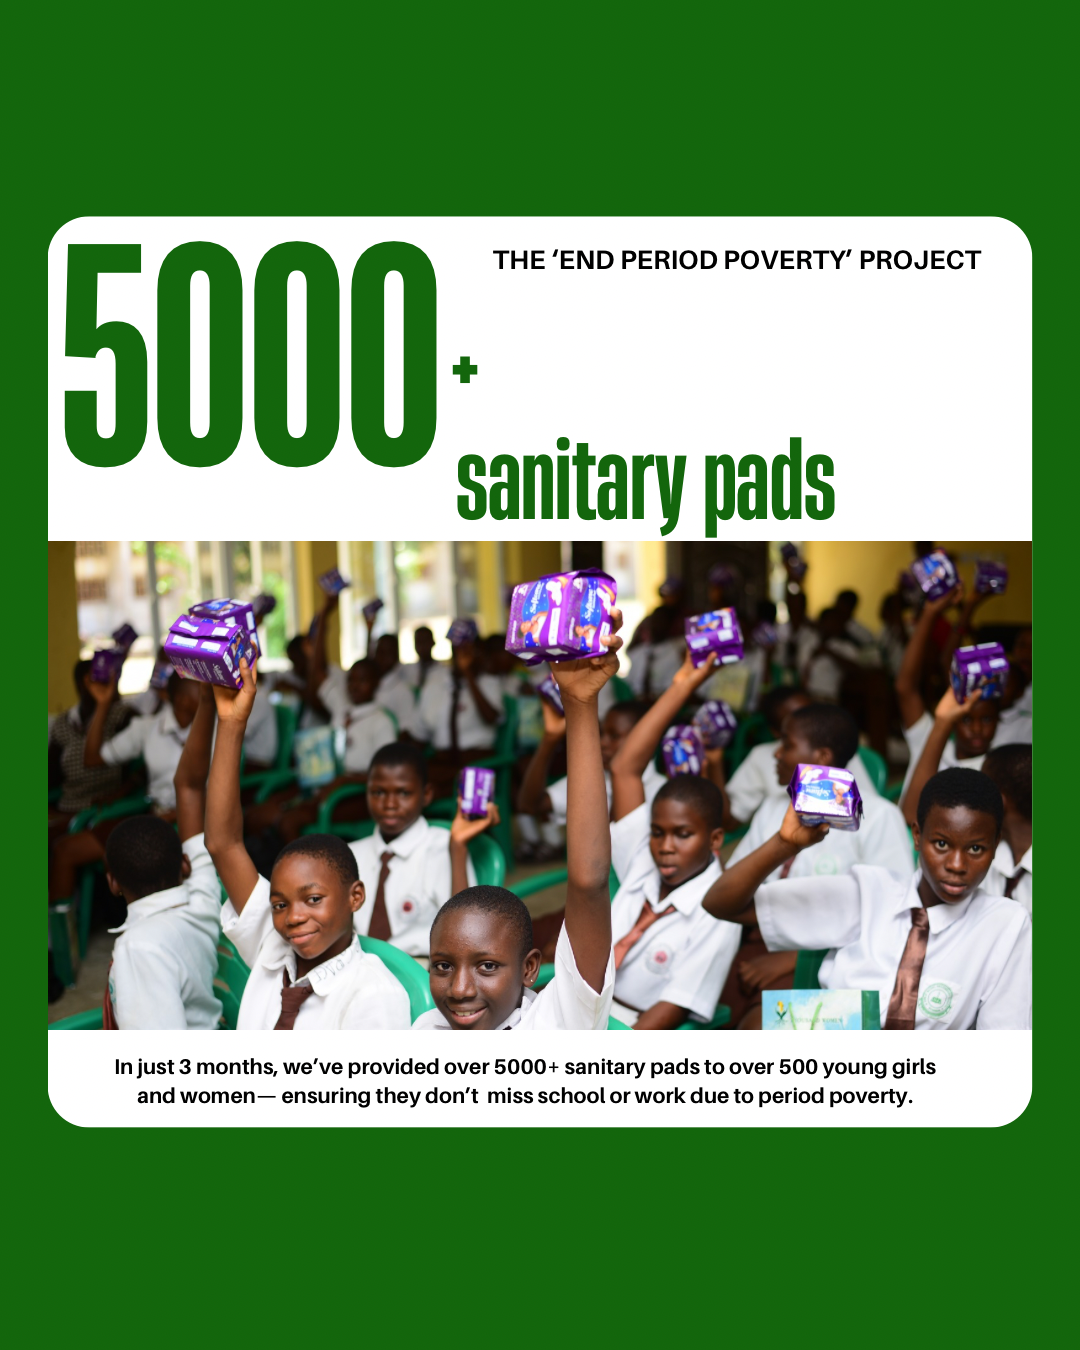 5000+
THE ‘END PERIOD POVERTY’ PROJECT
sanitary pads
In just 3 months, we’ve provided over 5000+ sanitary pads to over 500 young girls
and women— ensuring they don’t miss school or work due to period poverty.